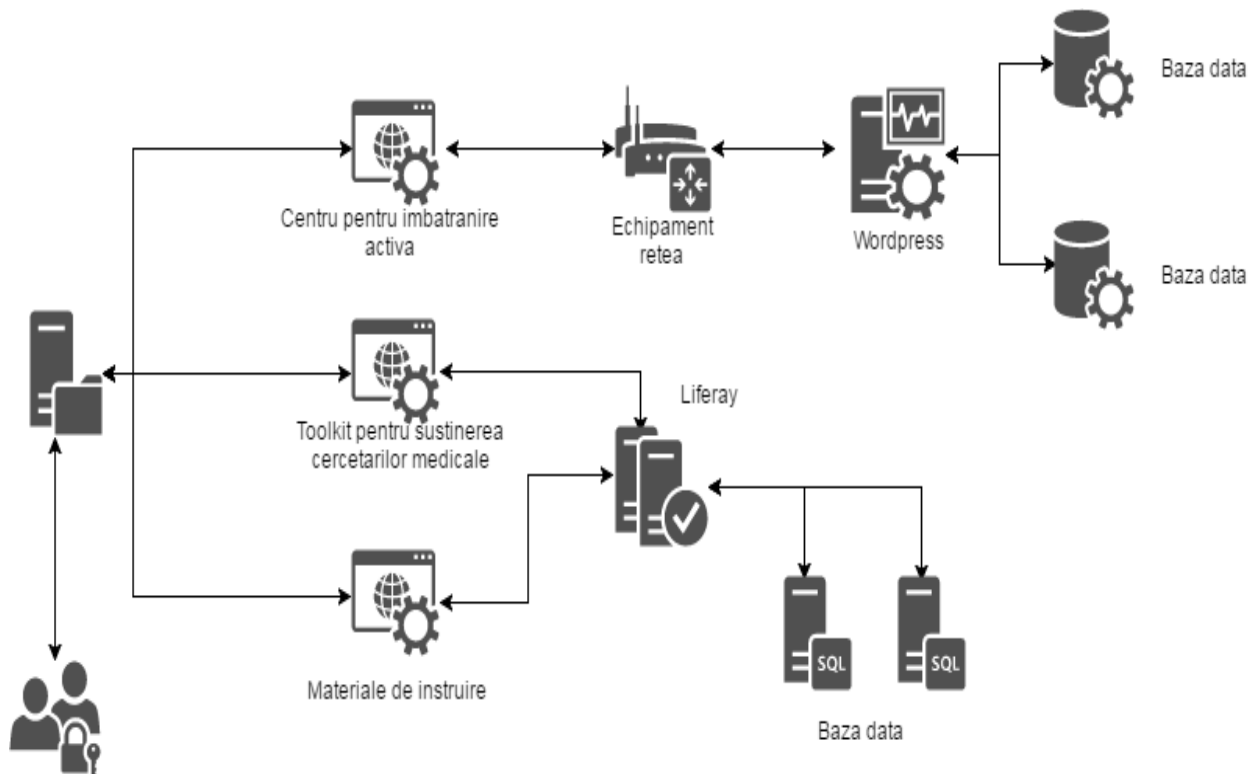 Baza data
Centru pentru imbatranire
activa
Echipament
retea
Wordpress
Baza data
Toolkit pentru sustinerea
cercetarilor medicale
Liferay
Materiale de instruire
SQL
SQL
Baza data